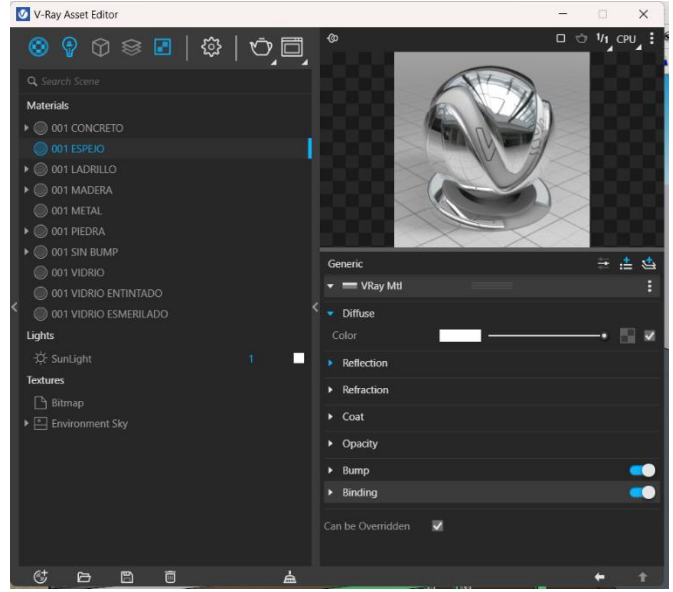 V-Ray Asset Editor
1/1 CPU
Search Scene
Materials
001 CONCRETO
001 ESPEJO
001 LADRILLO
001 MADERA
001 METAL
001 PIEDRA
001 SIN BUMP
001 VIDRIO
001 VIDRIO ENTINTADO
001 VIDRIO ESMERILADO
Lights
SunLight 1
Textures
Bitmap
Environment Sky
Generic
VRay Mtl
Diffuse
Color
Reflection
Refraction
Coat
Opacity
Bump
Binding
Can be Overridden